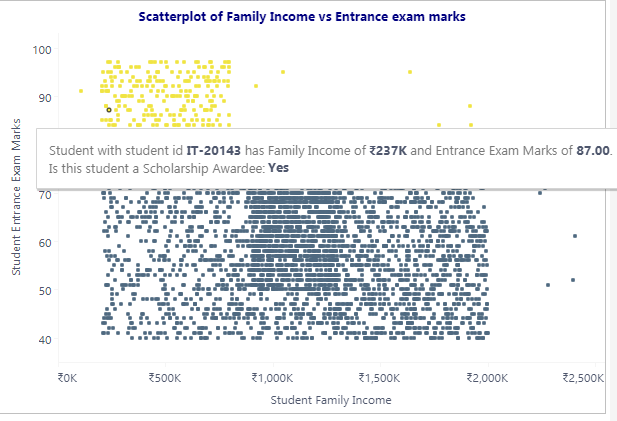 Scatterplot of Family Income vs Entrance exam marks
Student Entrance Exam Marks
100
90
Student with student id IT-20143 has Family Income of ₹237K and Entrance Exam Marks of 87.00.
Is this student a Scholarship Awardee: Yes
70
60
50
40
₹0K ₹500K ₹1,000K ₹1,500K ₹2,000K ₹2,500K
Student Family Income